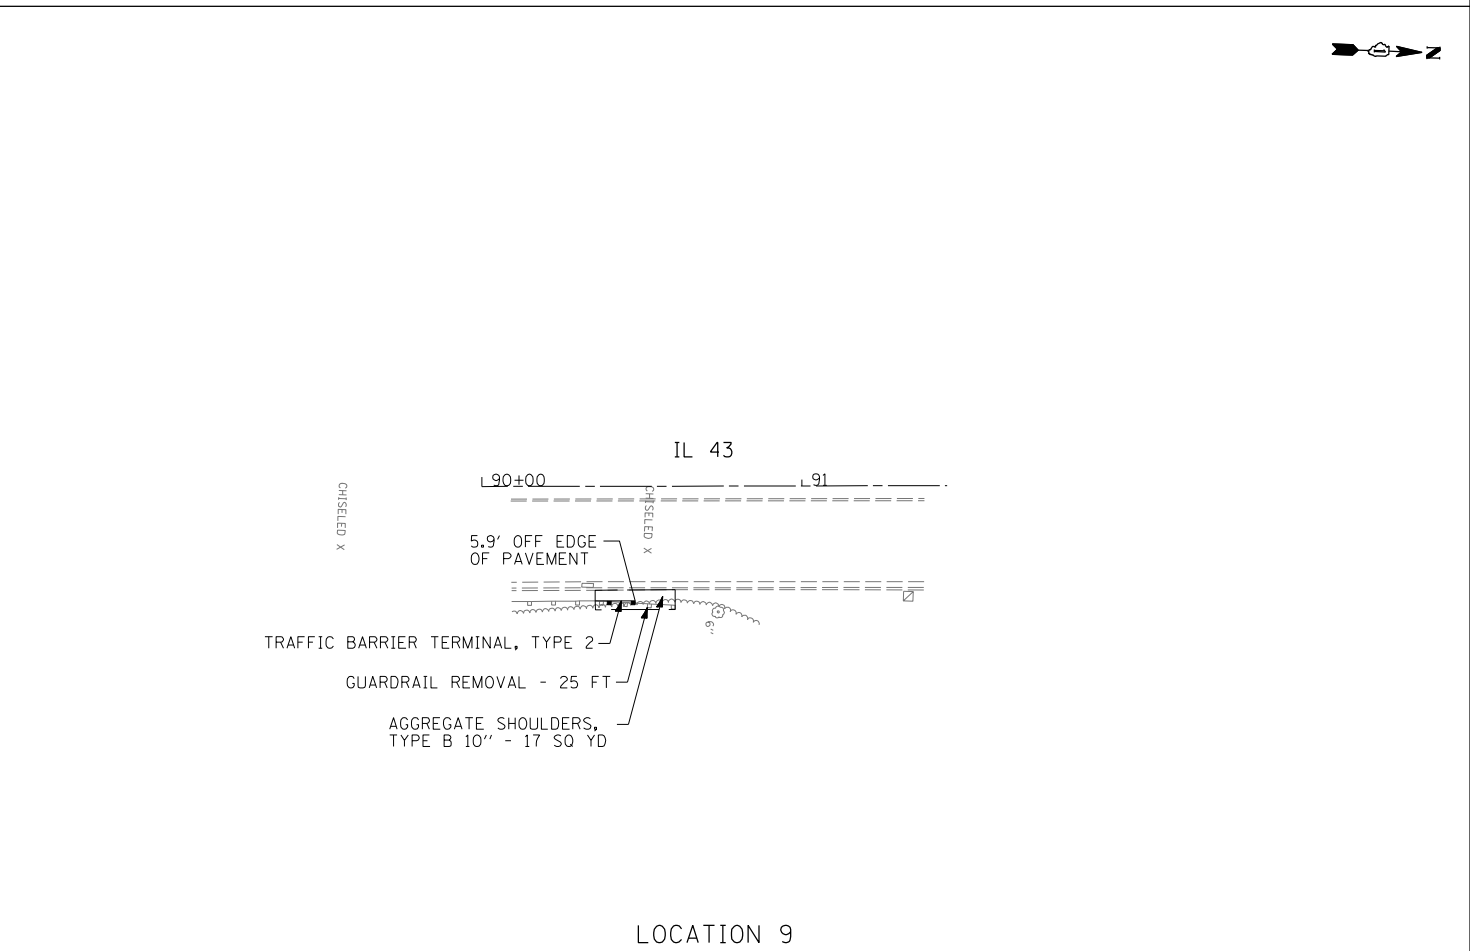 N
IL 43
90+00
91
CHISELED X
CHISELED X
5.9' OFF EDGE
OF PAVEMENT
6"
TRAFFIC BARRIER TERMINAL, TYPE 2
GUARDRAIL REMOVAL - 25 FT
AGGREGATE SHOULDERS,
TYPE B 10" - 17 SQ YD
LOCATION 9